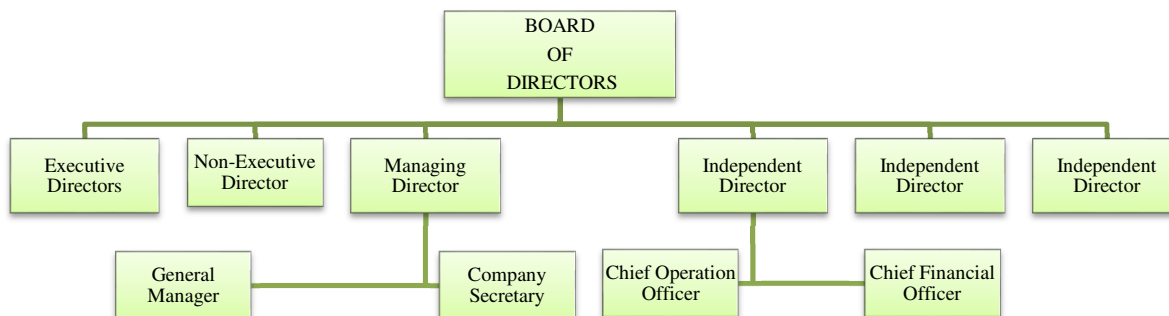 BOARD
OF
DIRECTORS
Executive
Directors
Non-Executive
Director
Managing
Director
Independent
Director
Independent
Director
Independent
Director
General
Manager
Company
Secretary
Chief Operation
Officer
Chief Financial
Officer